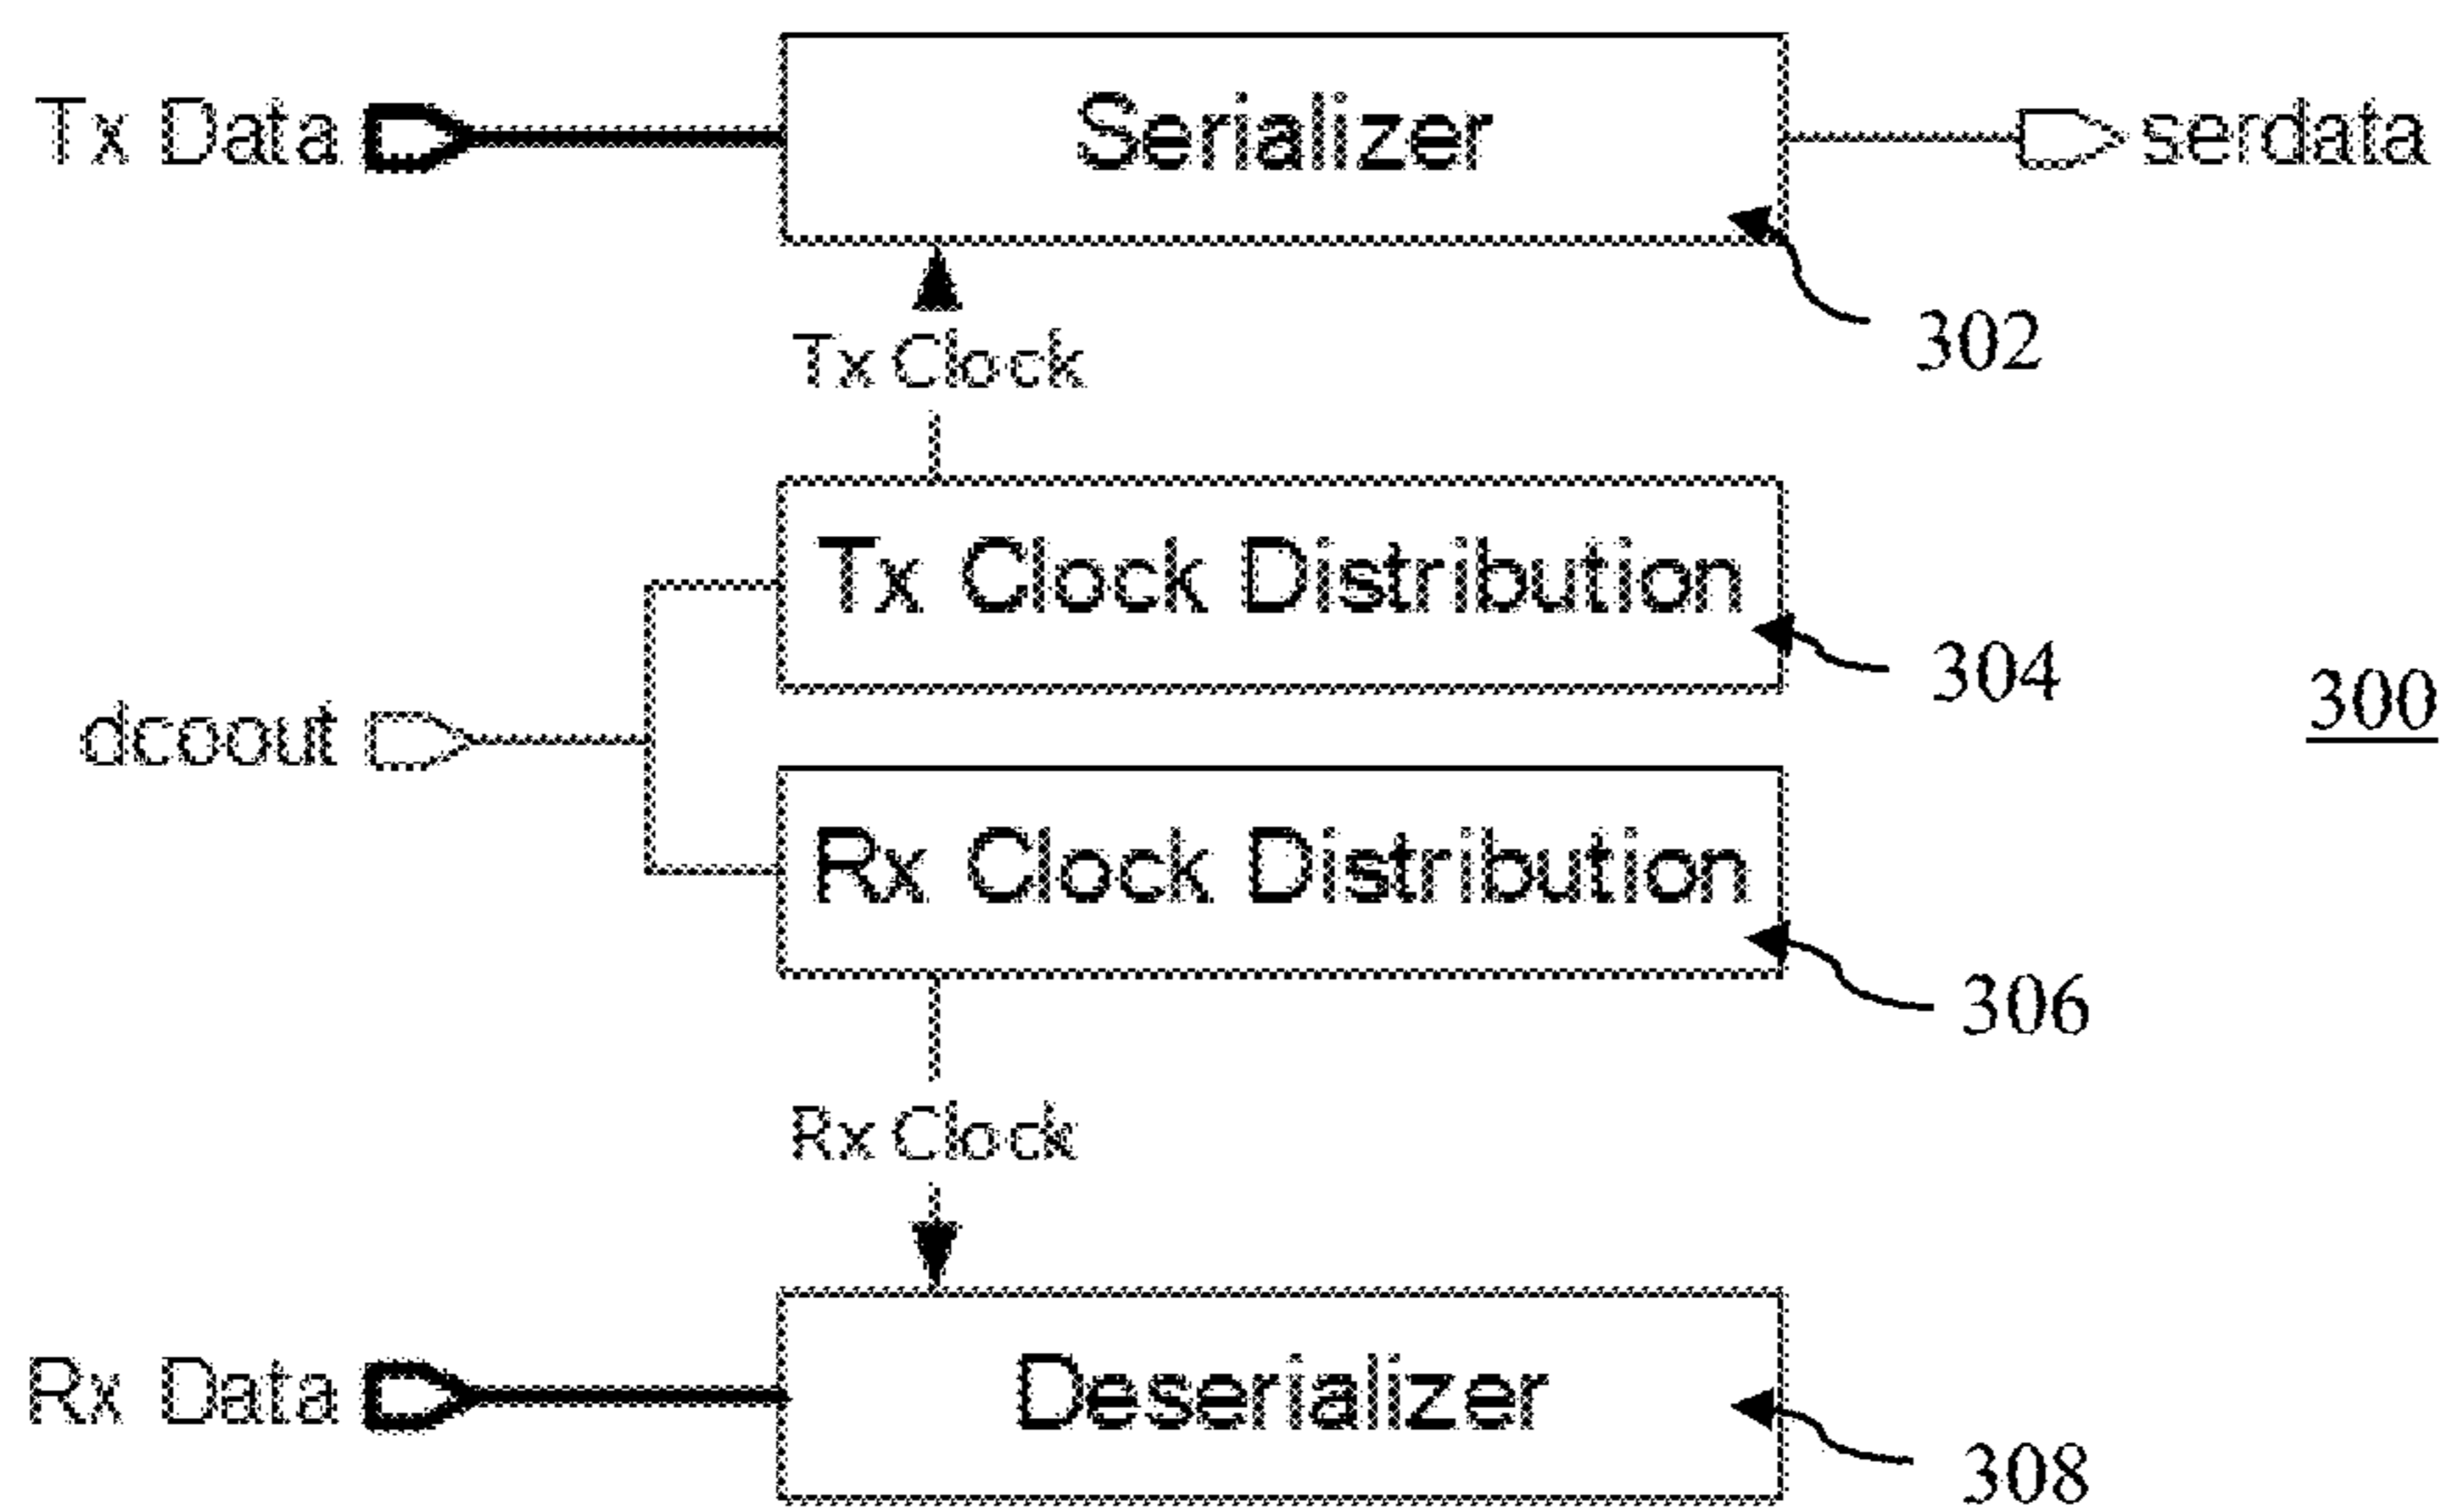 Tx Data
Serializer
serdata
302
Tx Clock
Tx Clock Distribution
304
dcoout
300
Rx Clock Distribution
306
Rx Clock
Rx Data
Deserializer
308